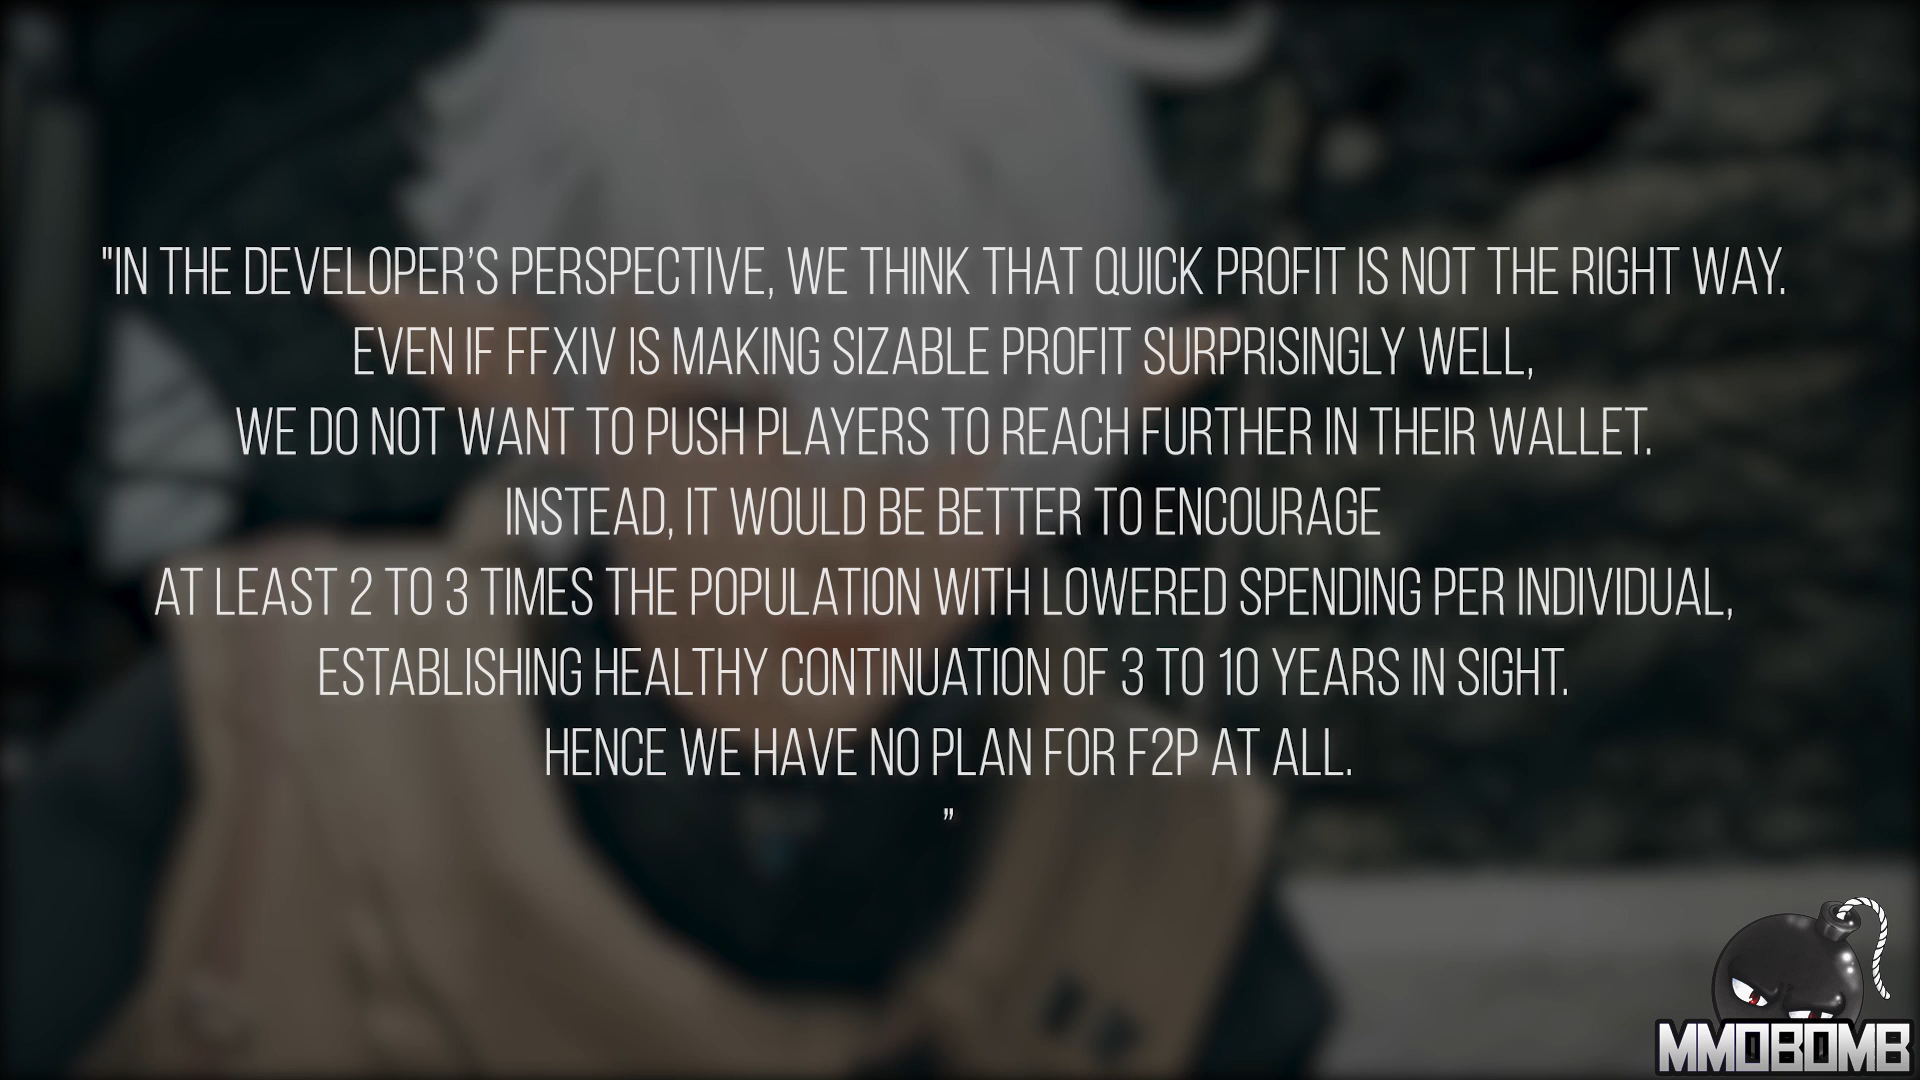 "IN THE DEVELOPER’S PERSPECTIVE, WE THINK THAT QUICK PROFIT IS NOT THE RIGHT WAY.
EVEN IF FFXIV IS MAKING SIZABLE PROFIT SURPRISINGLY WELL,
WE DO NOT WANT TO PUSH PLAYERS TO REACH FURTHER IN THEIR WALLET.
INSTEAD, IT WOULD BE BETTER TO ENCOURAGE
AT LEAST 2 TO 3 TIMES THE POPULATION WITH LOWERED SPENDING PER INDIVIDUAL,
ESTABLISHING HEALTHY CONTINUATION OF 3 TO 10 YEARS IN SIGHT.
HENCE WE HAVE NO PLAN FOR F2P AT ALL.
"
MMOBOMB